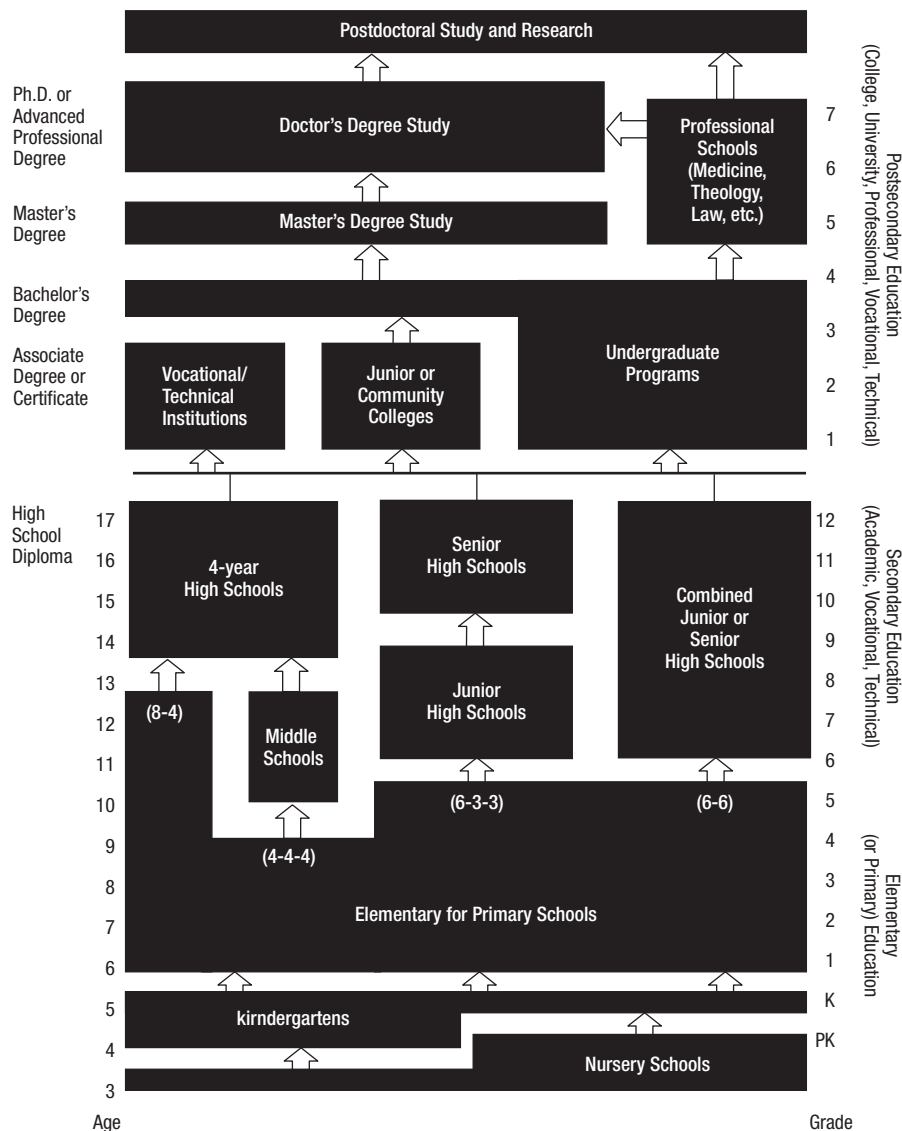 Postdoctoral Study and Research
Ph.D. or
Advanced
Professional
Degree
Doctor's Degree Study
Professional
Schools
(Medicine,
Theology,
Law, etc.)
7
6
Master's
Degree
Master's Degree Study
5
4
Bachelor's
Degree
3
Associate
Degree or
Certificate
Vocational/
Technical
Institutions
Junior or
Community
Colleges
Undergraduate
Programs
2
1
Postsecondary Education
(College, University, Professional, Vocational, Technical)
High
School
Diploma
17
16
15
14
13
12
11
10
9
8
7
6
5
4
3
Age
4-year
High Schools
Senior
High Schools
Combined
Junior or
Senior
High Schools
Junior
High Schools
(8-4)
Middle
Schools
(4-4-4)
(6-3-3)
(6-6)
Elementary for Primary Schools
kirndergartens
Nursery Schools
12
11
10
9
8
7
6
5
4
3
2
1
K
PK
Grade
Secondary Education
(Academic, Vocational, Technical)
Elementary
(or Primary) Education